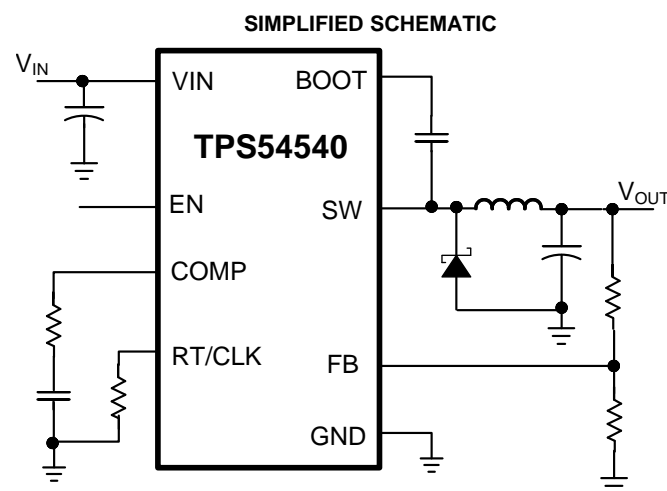 SIMPLIFIED SCHEMATIC
VIN
VIN
BOOT
TPS54540
EN
SW
VOUT
COMP
RT/CLK
FB
GND